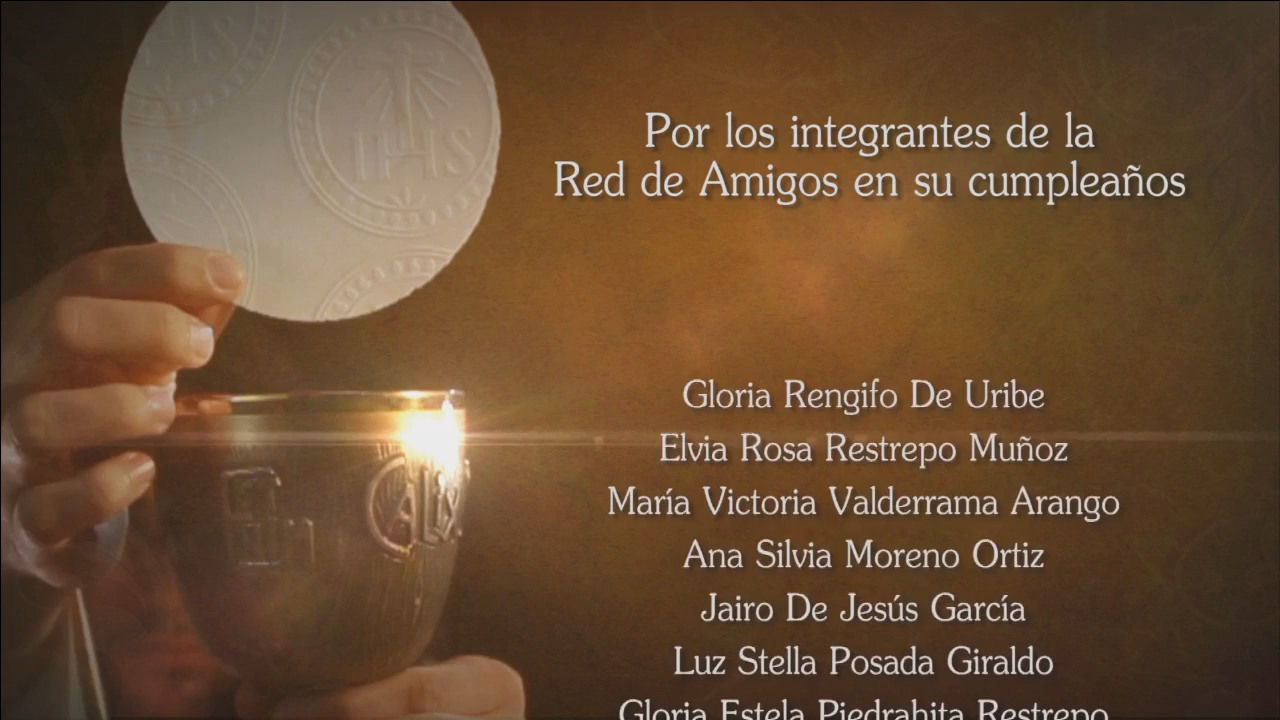 IHS
Por los integrantes de la
Red de Amigos en su cumpleaños
Gloria Rengifo De Uribe
Elvia Rosa Restrepo Muñoz
María Victoria Valderrama Arango
Ana Silvia Moreno Ortiz
Jairo De Jesús García
Luz Stella Posada Giraldo
Gloria Estela Piedrahita Restrepo